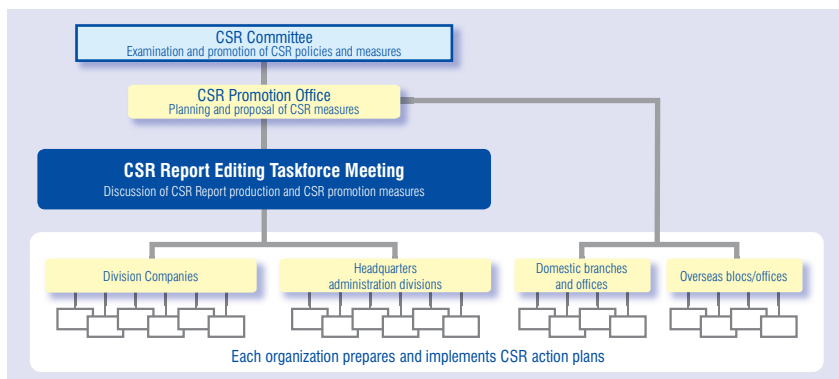 CSR Committee
Examination and promotion of CSR policies and measures
CSR Promotion Office
Planning and proposal of CSR measures
CSR Report Editing Taskforce Meeting
Discussion of CSR Report production and CSR promotion measures
Division Companies
Headquarters
administration divisions
Domestic branches
and offices
Overseas blocs/offices
Each organization prepares and implements CSR action plans